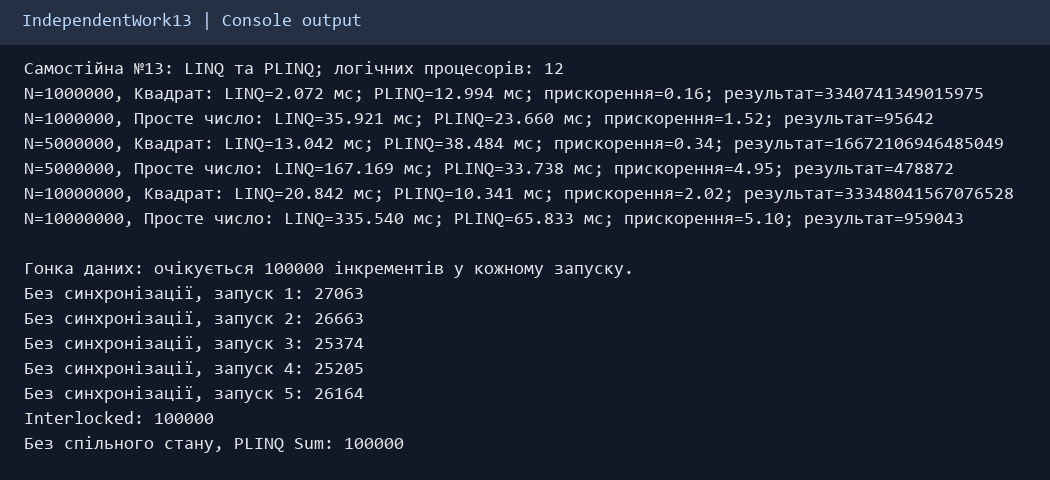 IndependentWork13 | Console output
Самостійна №13: LINQ та PLINQ; логічних процесорів: 12
N=1000000, Квадрат: LINQ=2.072 мс; PLINQ=12.994 мс; прискорення=0.16; результат=3340741349015975
N=1000000, Просте число: LINQ=35.921 мс; PLINQ=23.660 мс; прискорення=1.52; результат=95642
N=5000000, Квадрат: LINQ=13.042 мс; PLINQ=38.484 мс; прискорення=0.34; результат=16672106946485049
N=5000000, Просте число: LINQ=167.169 мс; PLINQ=33.738 мс; прискорення=4.95; результат=478872
N=10000000, Квадрат: LINQ=20.842 мс; PLINQ=10.341 мс; прискорення=2.02; результат=33348041567076528
N=10000000, Просте число: LINQ=335.540 мс; PLINQ=65.833 мс; прискорення=5.10; результат=959043
Гонка даних: очікується 100000 інкрементів у кожному запуску.
Без синхронізації, запуск 1: 27063
Без синхронізації, запуск 2: 26663
Без синхронізації, запуск 3: 25374
Без синхронізації, запуск 4: 25205
Без синхронізації, запуск 5: 26164
Interlocked: 100000
Без спільного стану, PLINQ Sum: 100000